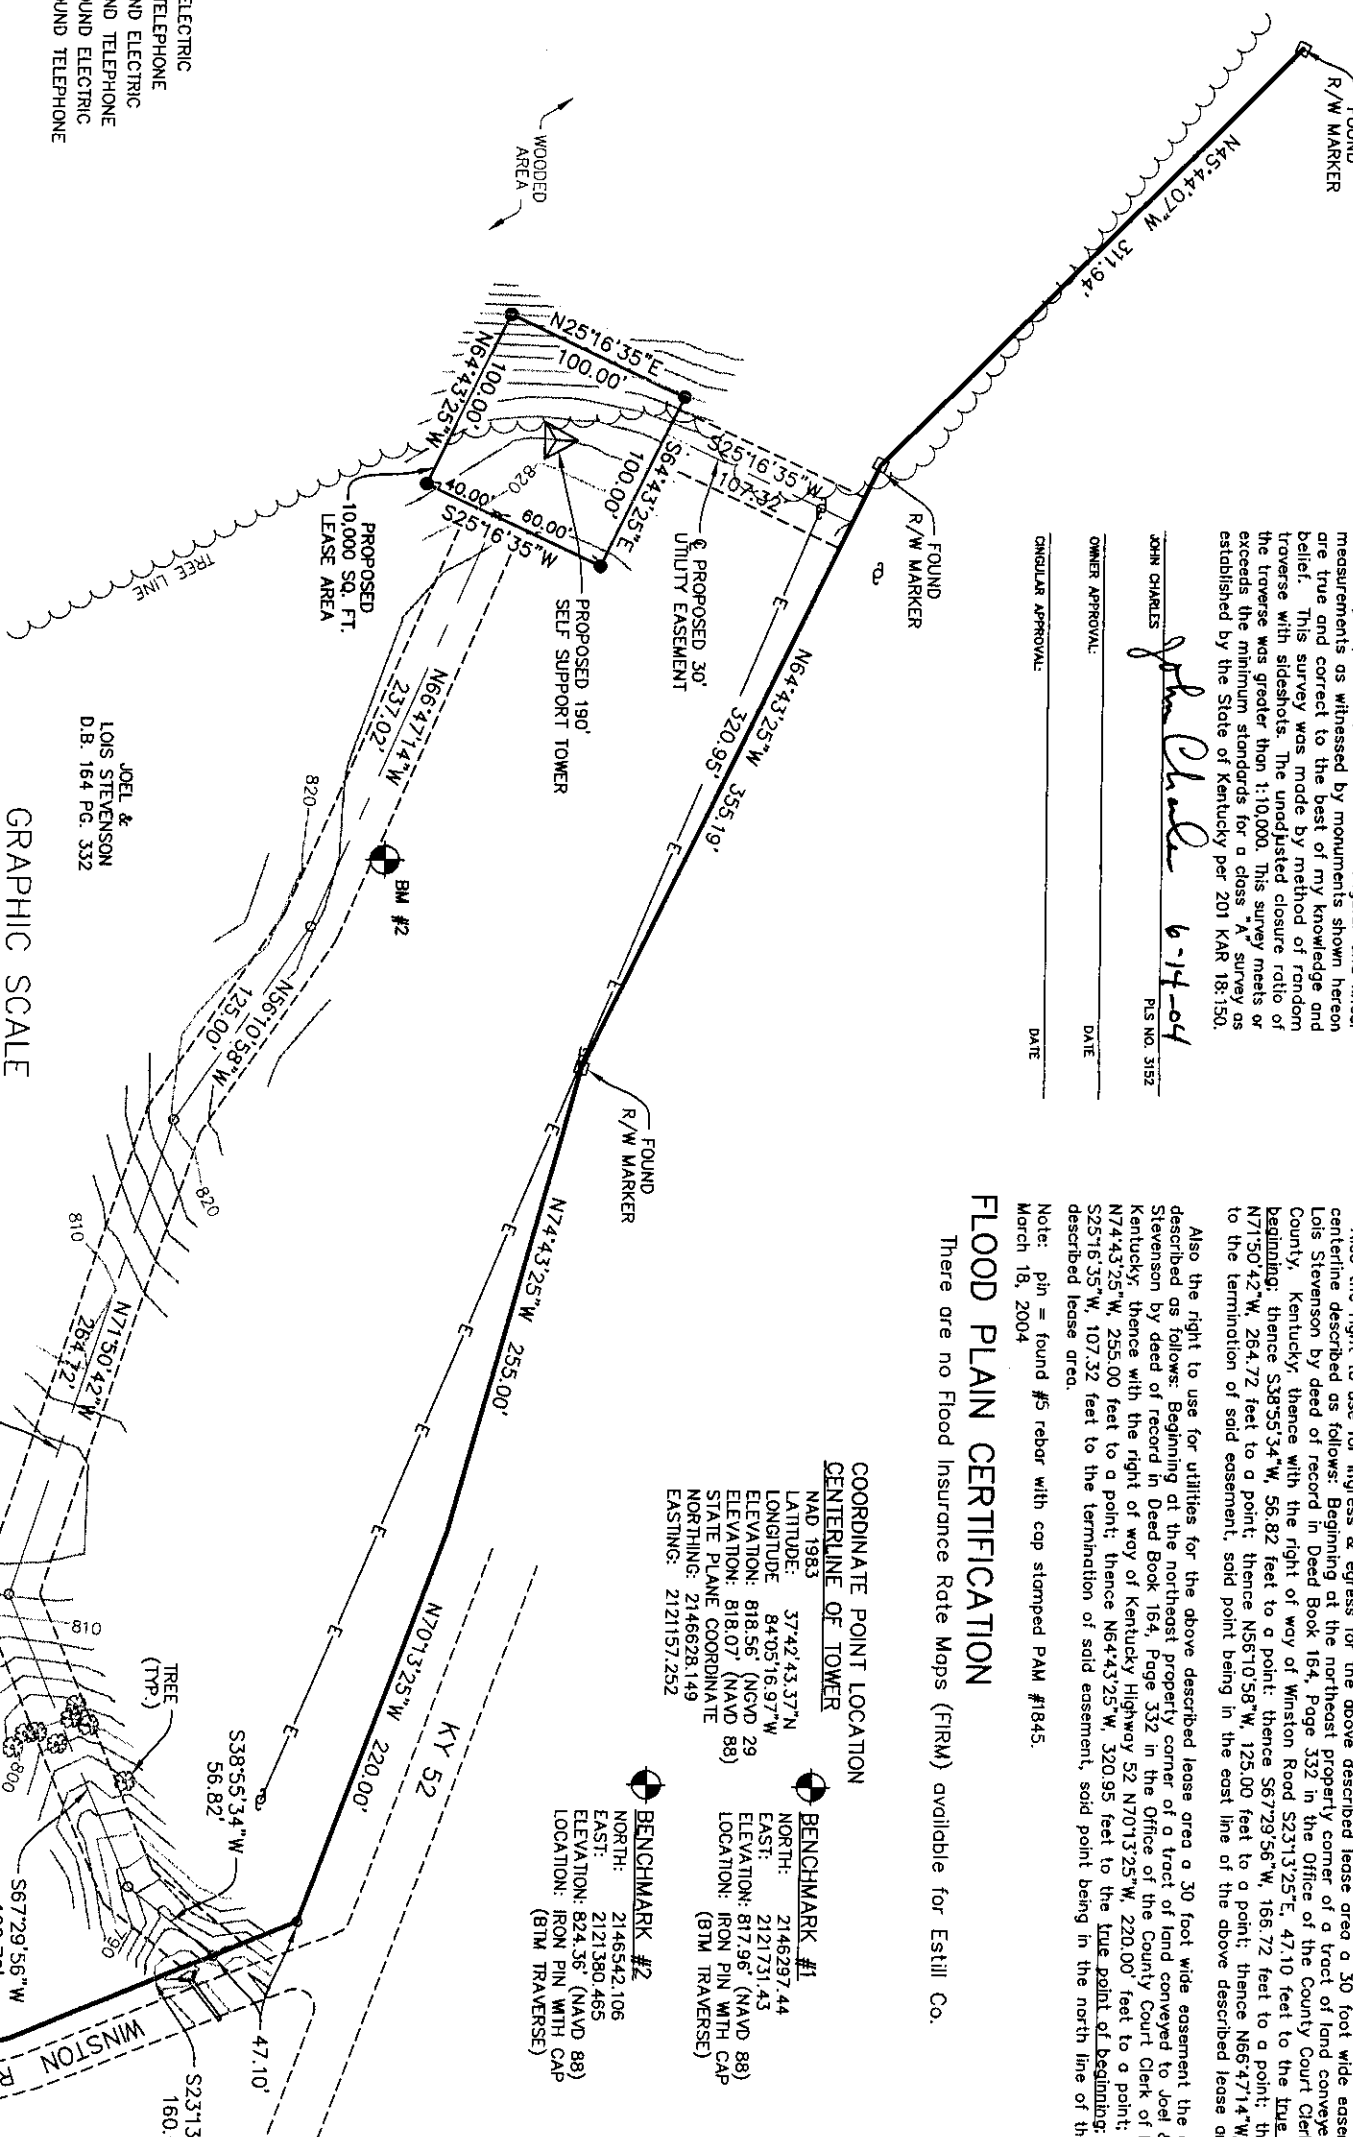 measurements as witnessed by monuments shown hereon
are true and correct to the best of my knowledge and
belief. This survey was made by method of random
traverse with sideshots. The unadjusted closure ratio of
the traverse was greater than 1:10,000. This survey meets or
exceeds the minimum standards for a class "A" survey as
established by the State of Kentucky per 201 KAR 18:150.
John Charles 6-14-04
JOHN CHARLES
PLS NO. 3152
OWNER APPROVAL:
DATE
CINGULAR APPROVAL:
DATE
centerline described as follows: Beginning at the northeast property corner of a tract of land conveye
Lois Stevenson by deed of record in Deed Book 164, Page 332 in the Office of the County Court Cler
County, Kentucky; thence with the right of way of Winston Road S23°13'25"E, 47.10 feet to the true
beginning; thence S38°55'34"W, 56.82 feet to a point: thence S67°29'56"W, 166.72 feet to a point; th
N71°50'42"W, 264.72 feet to a point; thence N56°10'58"W, 125.00 feet to a point; thence N66°47'14"W
to the termination of said easement, said point being in the east line of the above described lease ar
Also the right to use for utilities for the above described lease area a 30 foot wide easement the
described as follows: Beginning at the northeast property corner of a tract of land conveyed to Joel &
Stevenson by deed of record in Deed Book 164, Page 332 in the Office of the County Court Clerk of
Kentucky; thence with the right of way of Kentucky Highway 52 N70°13'25"W, 220.00' feet to a point;
N74°43'25"W, 255.00 feet to a point; thence N64°43'25"W, 320.95 feet to the true point of beginning;
S25°16'35"W, 107.32 feet to the termination of said easement, said point being in the north line of th
described lease area.
Note: pin = found #5 rebar with cap stamped PAM #1845.
March 18, 2004
FLOOD PLAIN CERTIFICATION
There are no Flood Insurance Rate Maps (FIRM) available for Estill Co.
COORDINATE POINT LOCATION
CENTERLINE OF TOWER
NAD 1983
LATITUDE: 37°42'43.37"N
LONGITUDE 84°05'16.97"W
ELEVATION: 818.56' (NGVD 29
ELEVATION: 818.07' (NAVD 88)
STATE PLANE COORDINATE
NORTHING: 2146628.149
EASTING: 2121157.252
BENCHMARK #1
NORTH: 2146297.44
EAST: 2121731.43
ELEVATION: 817.96' (NAVD 88)
LOCATION: IRON PIN WITH CAP
(BTM TRAVERSE)
BENCHMARK #2
NORTH: 2146542.106
EAST: 2121380.465
ELEVATION: 824.36' (NAVD 88)
LOCATION: IRON PIN WITH CAP
(BTM TRAVERSE)
FOUND
R/W MARKER
N45°44'07"W 311.94'
FOUND
R/W MARKER
N64°43'25"W 355.19'
320.95'
E
E
E
FOUND
R/W MARKER
N74°43'25"W 255.00'
E
E
E
E
E
E
E
N70°13'25"W 220.00'
KY 52
WOODED
AREA
N25°16'35"E
100.00'
S64°43'25"E
100.00'
N64°43'25"W
100.00'
S25°16'35"W
40.00'
60.00'
820
S25°16'35"W
107.32'
℄ PROPOSED 30'
UTILITY EASEMENT
PROPOSED 190'
SELF SUPPORT TOWER
PROPOSED
10,000 SQ. FT.
LEASE AREA
TREE LINE
N66°47'14"W
237.02'
820
BM #2
N56°10'58"W
125.00'
820
810
N71°50'42"W
264.72'
810
TREE
(TYP.)
800
790
S38°55'34"W
56.82'
S67°29'56"W
47.10'
S23°13
160.
WINSTON R
JOEL &
LOIS STEVENSON
D.B. 164 PG. 332
GRAPHIC SCALE
ELECTRIC
TELEPHONE
ND ELECTRIC
ND TELEPHONE
OUND ELECTRIC
OUND TELEPHONE